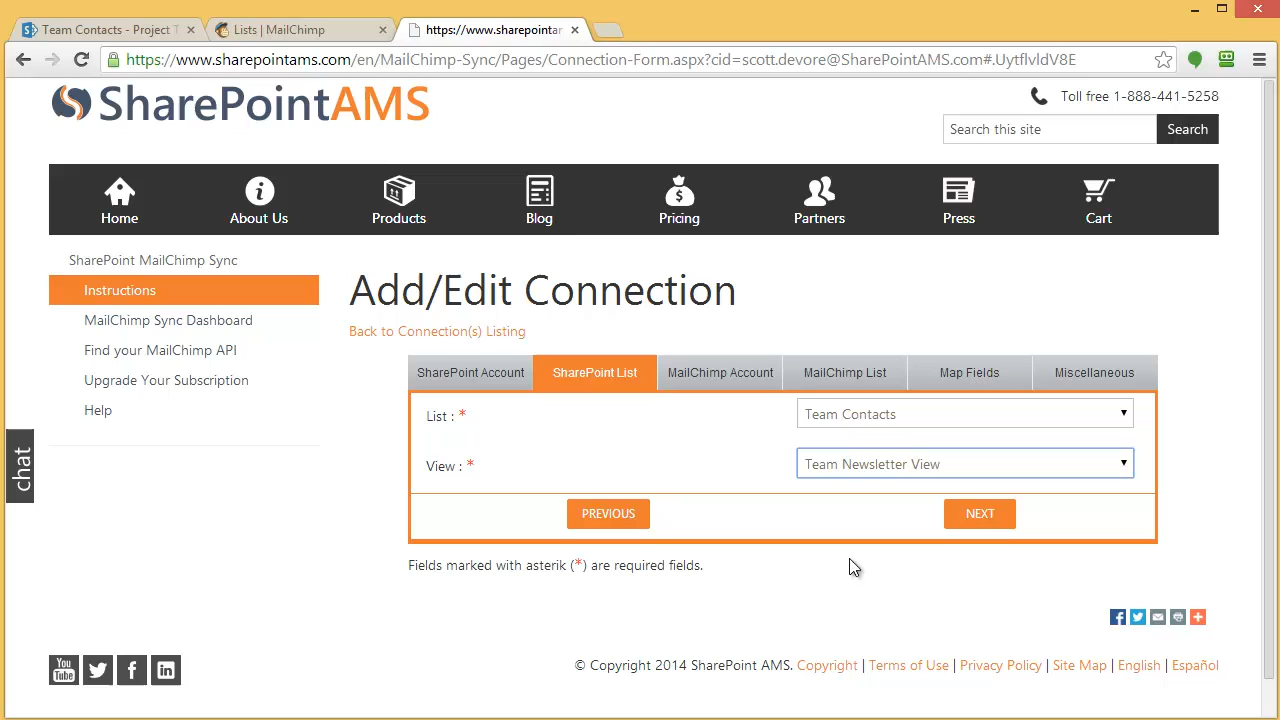 Team Contacts - Project T
Lists | MailChimp
https://www.sharepointar
https://www.sharepointams.com/en/MailChimp-Sync/Pages/Connection-Form.aspx?cid=scott.devore@SharePointAMS.com#.UytflvldV8E
SharePointAMS
Toll free 1-888-441-5258
Search this site
Search
Home
About Us
Products
Blog
Pricing
Partners
Press
Cart
SharePoint MailChimp Sync
Instructions
MailChimp Sync Dashboard
Find your MailChimp API
Upgrade Your Subscription
Help
chat
Add/Edit Connection
Back to Connection(s) Listing
SharePoint Account
SharePoint List
MailChimp Account
MailChimp List
Map Fields
Miscellaneous
List : *
Team Contacts
View : *
Team Newsletter View
PREVIOUS
NEXT
Fields marked with asterik (*) are required fields.
You
Tube
© Copyright 2014 SharePoint AMS. Copyright | Terms of Use | Privacy Policy | Site Map | English | Español